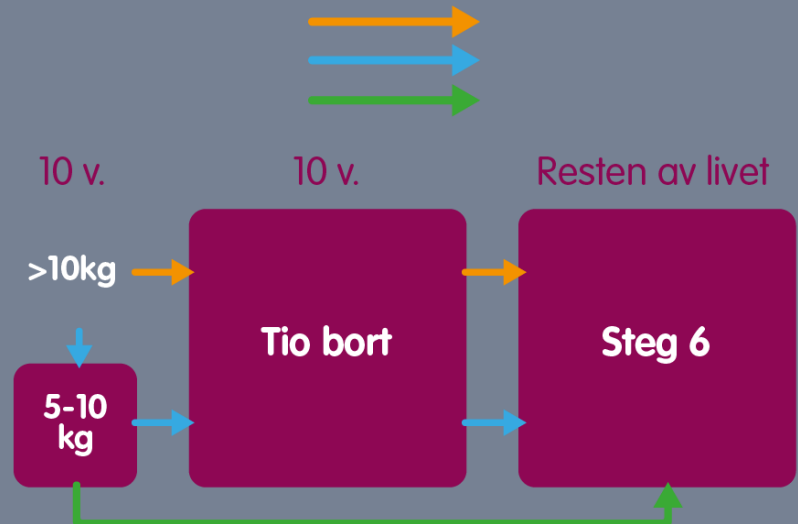 10 v.
10 v.
Resten av livet
>10kg
Tio bort
Steg 6
5-10
kg